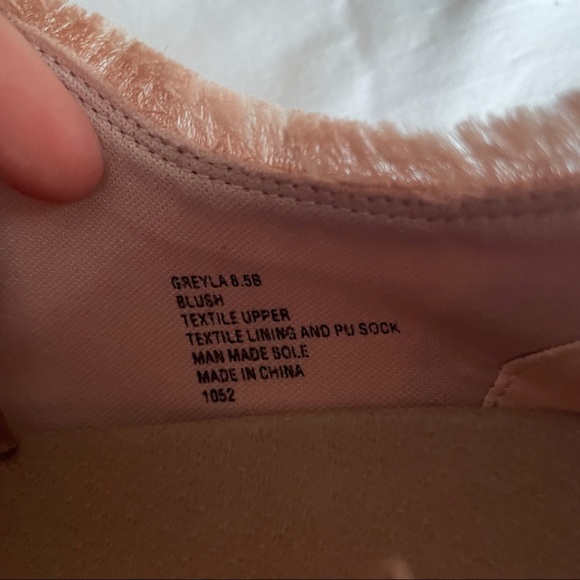 GREYLA 8.5B
BLUSH
TEXTILE UPPER
TEXTILE LINING AND PU SOCK
MAN MADE SOLE
MADE IN CHINA
1052